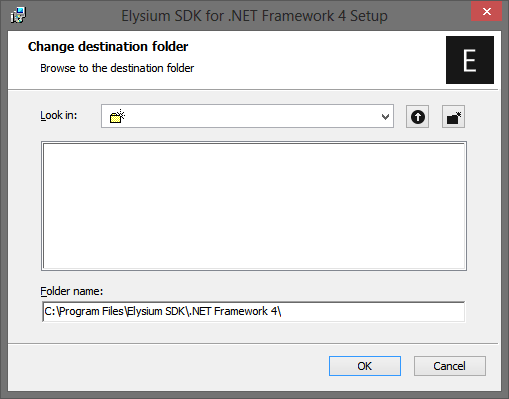 Elysium SDK for .NET Framework 4 Setup
Change destination folder
Browse to the destination folder
E
Look in:
Folder name:
C:\Program Files\Elysium SDK\.NET Framework 4\
OK Cancel